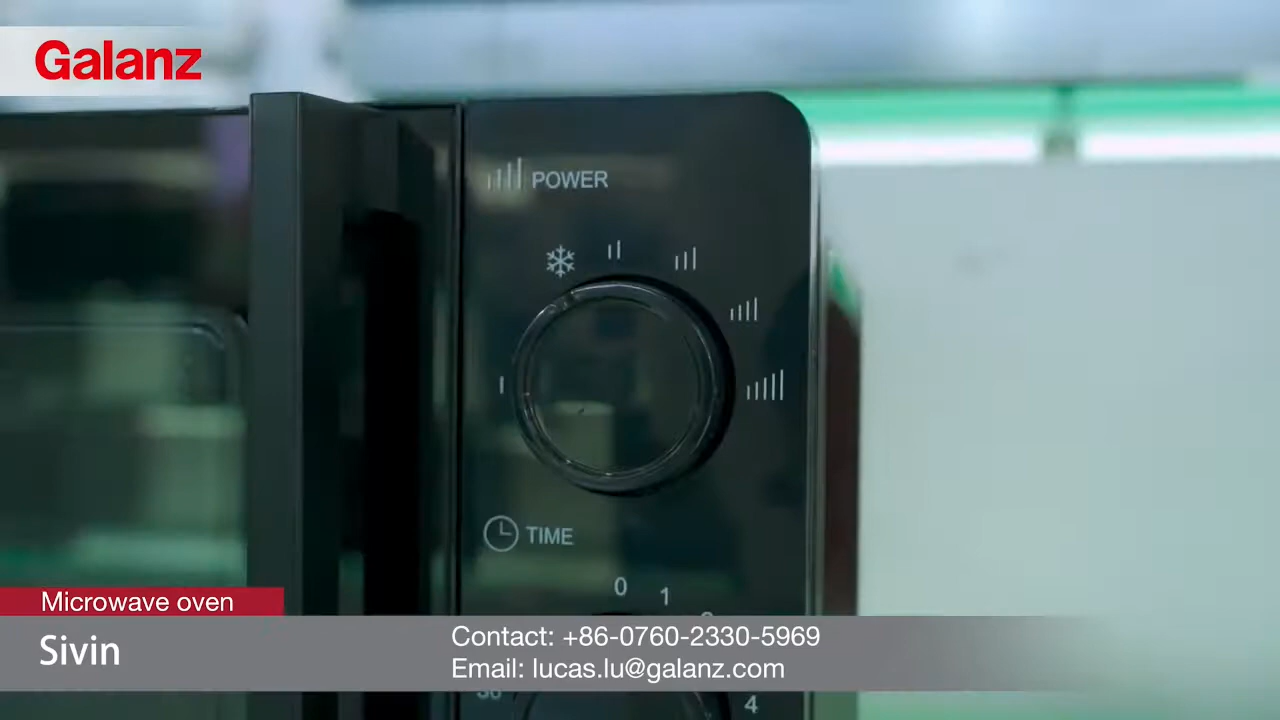 Galanz
POWER
TIME
0
1
4
Microwave oven
Sivin
Contact: +86-0760-2330-5969
Email: lucas.lu@galanz.com